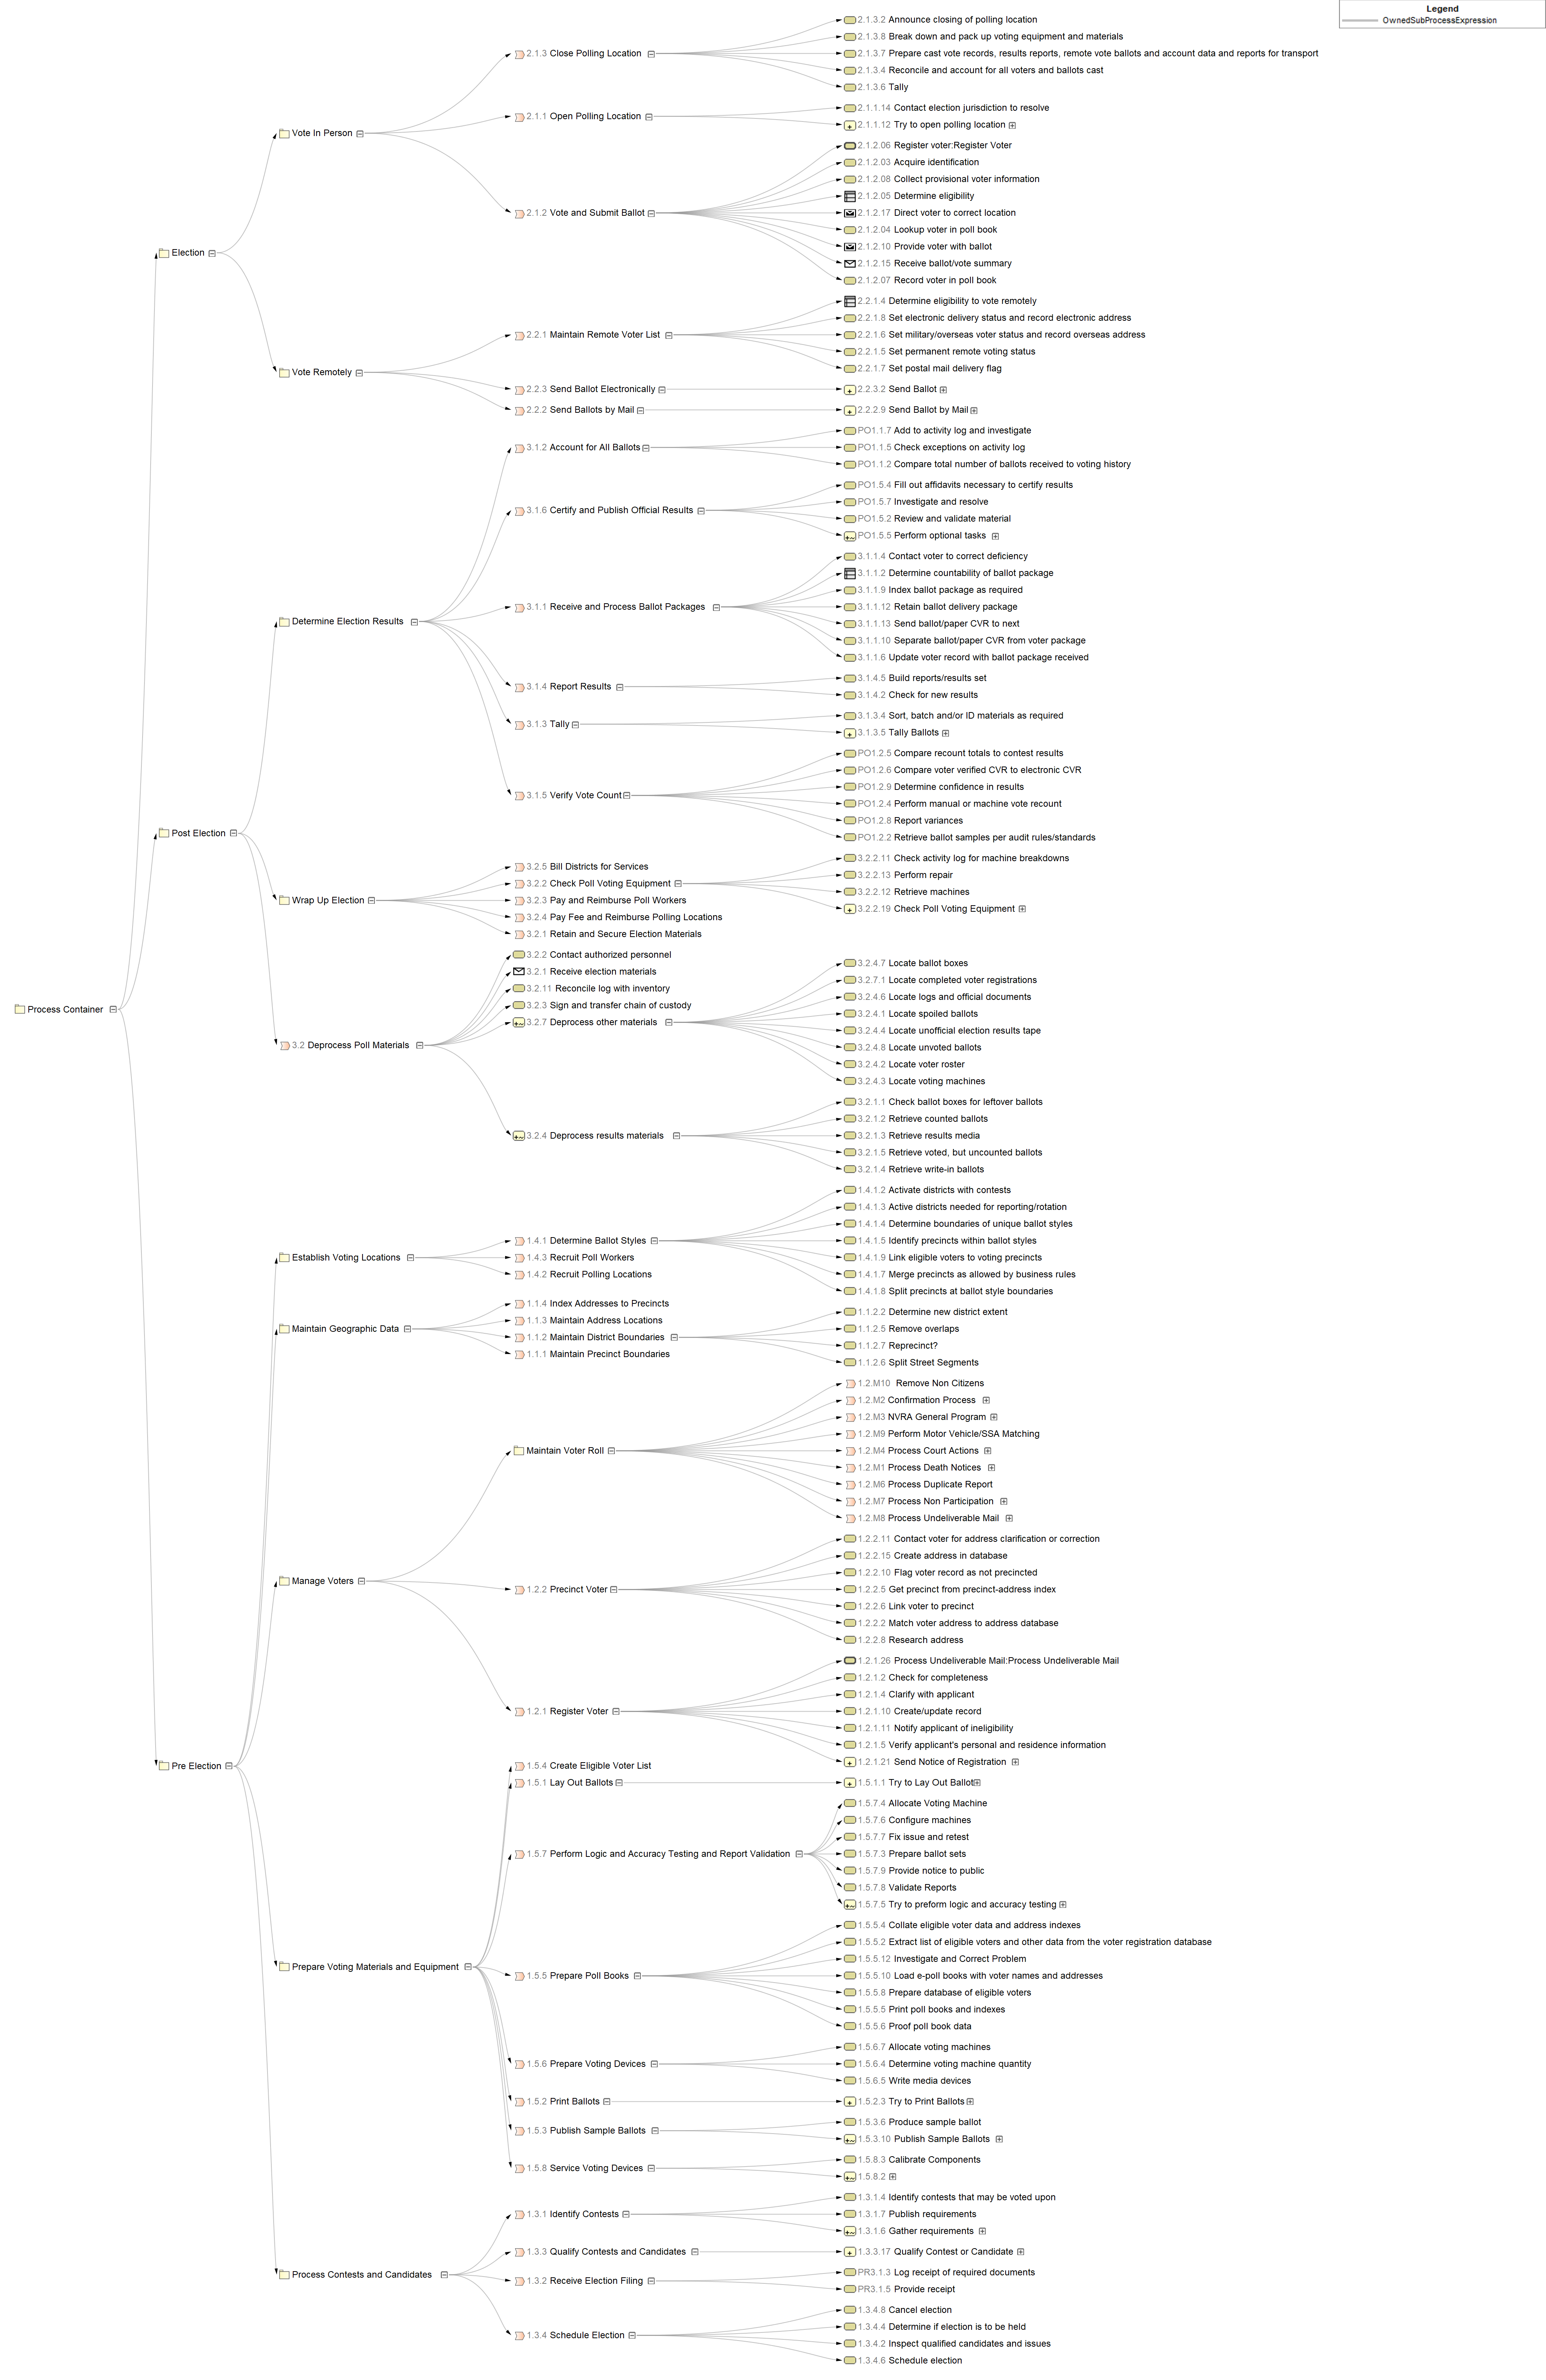 Legend
OwnedSubProcessExpression
2.1.3.2 Announce closing of polling location
2.1.3.8 Break down and pack up voting equipment and materials
2.1.3 Close Polling Location
2.1.3.7 Prepare cast vote records, results reports, remote vote ballots and account data and reports for transport
2.1.3.4 Reconcile and account for all voters and ballots cast
2.1.3.6 Tally
2.1.1.14 Contact election jurisdiction to resolve
2.1.1 Open Polling Location
2.1.1.12 Try to open polling location
Vote In Person
2.1.2.06 Register voter:Register Voter
2.1.2.03 Acquire identification
2.1.2.08 Collect provisional voter information
2.1.2.05 Determine eligibility
2.1.2 Vote and Submit Ballot
2.1.2.17 Direct voter to correct location
2.1.2.04 Lookup voter in poll book
2.1.2.10 Provide voter with ballot
Election
2.1.2.15 Receive ballot/vote summary
2.1.2.07 Record voter in poll book
2.2.1.4 Determine eligibility to vote remotely
2.2.1.8 Set electronic delivery status and record electronic address
2.2.1 Maintain Remote Voter List
2.2.1.6 Set military/overseas voter status and record overseas address
2.2.1.5 Set permanent remote voting status
Vote Remotely
2.2.1.7 Set postal mail delivery flag
2.2.3 Send Ballot Electronically
2.2.3.2 Send Ballot
2.2.2 Send Ballots by Mail
2.2.2.9 Send Ballot by Mail
PO1.1.7 Add to activity log and investigate
3.1.2 Account for All Ballots
PO1.1.5 Check exceptions on activity log
PO1.1.2 Compare total number of ballots received to voting history
PO1.5.4 Fill out affidavits necessary to certify results
PO1.5.7 Investigate and resolve
3.1.6 Certify and Publish Official Results
PO1.5.2 Review and validate material
PO1.5.5 Perform optional tasks
3.1.1.4 Contact voter to correct deficiency
3.1.1.2 Determine countability of ballot package
3.1.1.9 Index ballot package as required
3.1.1 Receive and Process Ballot Packages
3.1.1.12 Retain ballot delivery package
Determine Election Results
3.1.1.13 Send ballot/paper CVR to next
3.1.1.10 Separate ballot/paper CVR from voter package
3.1.1.6 Update voter record with ballot package received
3.1.4.5 Build reports/results set
3.1.4 Report Results
3.1.4.2 Check for new results
3.1.3.4 Sort, batch and/or ID materials as required
3.1.3 Tally
3.1.3.5 Tally Ballots
PO1.2.5 Compare recount totals to contest results
PO1.2.6 Compare voter verified CVR to electronic CVR
PO1.2.9 Determine confidence in results
3.1.5 Verify Vote Count
PO1.2.4 Perform manual or machine vote recount
PO1.2.8 Report variances
Post Election
PO1.2.2 Retrieve ballot samples per audit rules/standards
3.2.2.11 Check activity log for machine breakdowns
3.2.5 Bill Districts for Services
3.2.2.13 Perform repair
3.2.2 Check Poll Voting Equipment
3.2.2.12 Retrieve machines
Wrap Up Election
3.2.3 Pay and Reimburse Poll Workers
3.2.2.19 Check Poll Voting Equipment
3.2.4 Pay Fee and Reimburse Polling Locations
3.2.1 Retain and Secure Election Materials
3.2.2 Contact authorized personnel
3.2.4.7 Locate ballot boxes
3.2.1 Receive election materials
3.2.7.1 Locate completed voter registrations
3.2.11 Reconcile log with inventory
3.2.4.6 Locate logs and official documents
3.2.3 Sign and transfer chain of custody
Process Container
3.2.4.1 Locate spoiled ballots
3.2.7 Deprocess other materials
3.2.4.4 Locate unofficial election results tape
3.2 Deprocess Poll Materials
3.2.4.8 Locate unvoted ballots
3.2.4.2 Locate voter roster
3.2.4.3 Locate voting machines
3.2.1.1 Check ballot boxes for leftover ballots
3.2.1.2 Retrieve counted ballots
3.2.4 Deprocess results materials
3.2.1.3 Retrieve results media
3.2.1.5 Retrieve voted, but uncounted ballots
3.2.1.4 Retrieve write-in ballots
1.4.1.2 Activate districts with contests
1.4.1.3 Active districts needed for reporting/rotation
1.4.1.4 Determine boundaries of unique ballot styles
1.4.1 Determine Ballot Styles
1.4.1.5 Identify precincts within ballot styles
Establish Voting Locations
1.4.3 Recruit Poll Workers
1.4.1.9 Link eligible voters to voting precincts
1.4.2 Recruit Polling Locations
1.4.1.7 Merge precincts as allowed by business rules
1.4.1.8 Split precincts at ballot style boundaries
1.1.4 Index Addresses to Precincts
1.1.2.2 Determine new district extent
1.1.3 Maintain Address Locations
Maintain Geographic Data
1.1.2.5 Remove overlaps
1.1.2 Maintain District Boundaries
1.1.2.7 Reprecinct?
1.1.1 Maintain Precinct Boundaries
1.1.2.6 Split Street Segments
1.2.M10 Remove Non Citizens
1.2.M2 Confirmation Process
1.2.M3 NVRA General Program
1.2.M9 Perform Motor Vehicle/SSA Matching
Maintain Voter Roll
1.2.M4 Process Court Actions
1.2.M1 Process Death Notices
1.2.M6 Process Duplicate Report
1.2.M7 Process Non Participation
1.2.M8 Process Undeliverable Mail
1.2.2.11 Contact voter for address clarification or correction
1.2.2.15 Create address in database
1.2.2.10 Flag voter record as not precincted
Manage Voters
1.2.2 Precinct Voter
1.2.2.5 Get precinct from precinct-address index
1.2.2.6 Link voter to precinct
1.2.2.2 Match voter address to address database
1.2.2.8 Research address
1.2.1.26 Process Undeliverable Mail:Process Undeliverable Mail
1.2.1.2 Check for completeness
1.2.1.4 Clarify with applicant
1.2.1 Register Voter
1.2.1.10 Create/update record
1.2.1.11 Notify applicant of ineligibility
1.2.1.5 Verify applicant's personal and residence information
1.2.1.21 Send Notice of Registration
Pre Election
1.5.4 Create Eligible Voter List
1.5.1 Lay Out Ballots
1.5.1.1 Try to Lay Out Ballot
1.5.7.4 Allocate Voting Machine
1.5.7.6 Configure machines
1.5.7.7 Fix issue and retest
1.5.7 Perform Logic and Accuracy Testing and Report Validation
1.5.7.3 Prepare ballot sets
1.5.7.9 Provide notice to public
1.5.7.8 Validate Reports
1.5.7.5 Try to preform logic and accuracy testing
1.5.5.4 Collate eligible voter data and address indexes
1.5.5.2 Extract list of eligible voters and other data from the voter registration database
1.5.5.12 Investigate and Correct Problem
Prepare Voting Materials and Equipment
1.5.5 Prepare Poll Books
1.5.5.10 Load e-poll books with voter names and addresses
1.5.5.8 Prepare database of eligible voters
1.5.5.5 Print poll books and indexes
1.5.5.6 Proof poll book data
1.5.6.7 Allocate voting machines
1.5.6 Prepare Voting Devices
1.5.6.4 Determine voting machine quantity
1.5.6.5 Write media devices
1.5.2 Print Ballots
1.5.2.3 Try to Print Ballots
1.5.3.6 Produce sample ballot
1.5.3 Publish Sample Ballots
1.5.3.10 Publish Sample Ballots
1.5.8.3 Calibrate Components
1.5.8 Service Voting Devices
1.5.8.2
1.3.1.4 Identify contests that may be voted upon
1.3.1 Identify Contests
1.3.1.7 Publish requirements
1.3.1.6 Gather requirements
1.3.3 Qualify Contests and Candidates
1.3.3.17 Qualify Contest or Candidate
Process Contests and Candidates
PR3.1.3 Log receipt of required documents
1.3.2 Receive Election Filing
PR3.1.5 Provide receipt
1.3.4.8 Cancel election
1.3.4.4 Determine if election is to be held
1.3.4 Schedule Election
1.3.4.2 Inspect qualified candidates and issues
1.3.4.6 Schedule election